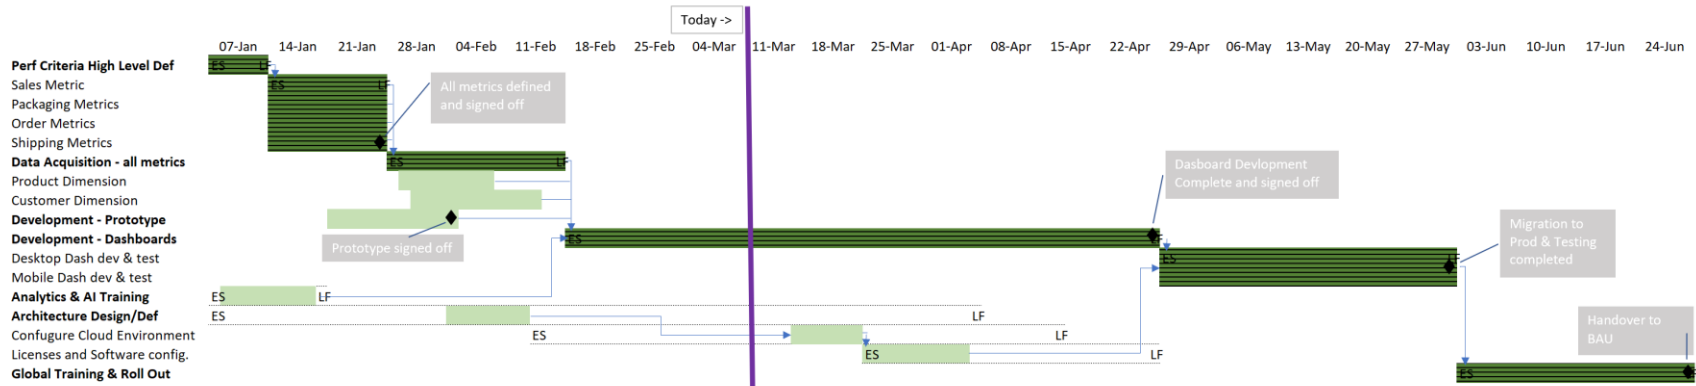 Today ->
07-Jan 14-Jan 21-Jan 28-Jan 04-Feb 11-Feb 18-Feb 25-Feb 04-Mar 11-Mar 18-Mar 25-Mar 01-Apr 08-Apr 15-Apr 22-Apr 29-Apr 06-May 13-May 20-May 27-May 03-Jun 10-Jun 17-Jun 24-Jun
Perf Criteria High Level Def ES LF
Sales Metric ES LF
All metrics defined
and signed off
Packaging Metrics
Order Metrics
Shipping Metrics
Data Acquisition - all metrics ES LF
Dasboard Devlopment
Complete and signed off
Product Dimension
Customer Dimension
Development - Prototype
Prototype signed off
Development - Dashboards ES LF
Migration to
Prod & Testing
completed
Desktop Dash dev & test ES LF
Mobile Dash dev & test
Analytics & AI Training ES LF
Architecture Design/Def ES LF
Confugure Cloud Environment ES LF
Handover to
BAU
Licenses and Software config. ES LF
Global Training & Roll Out ES